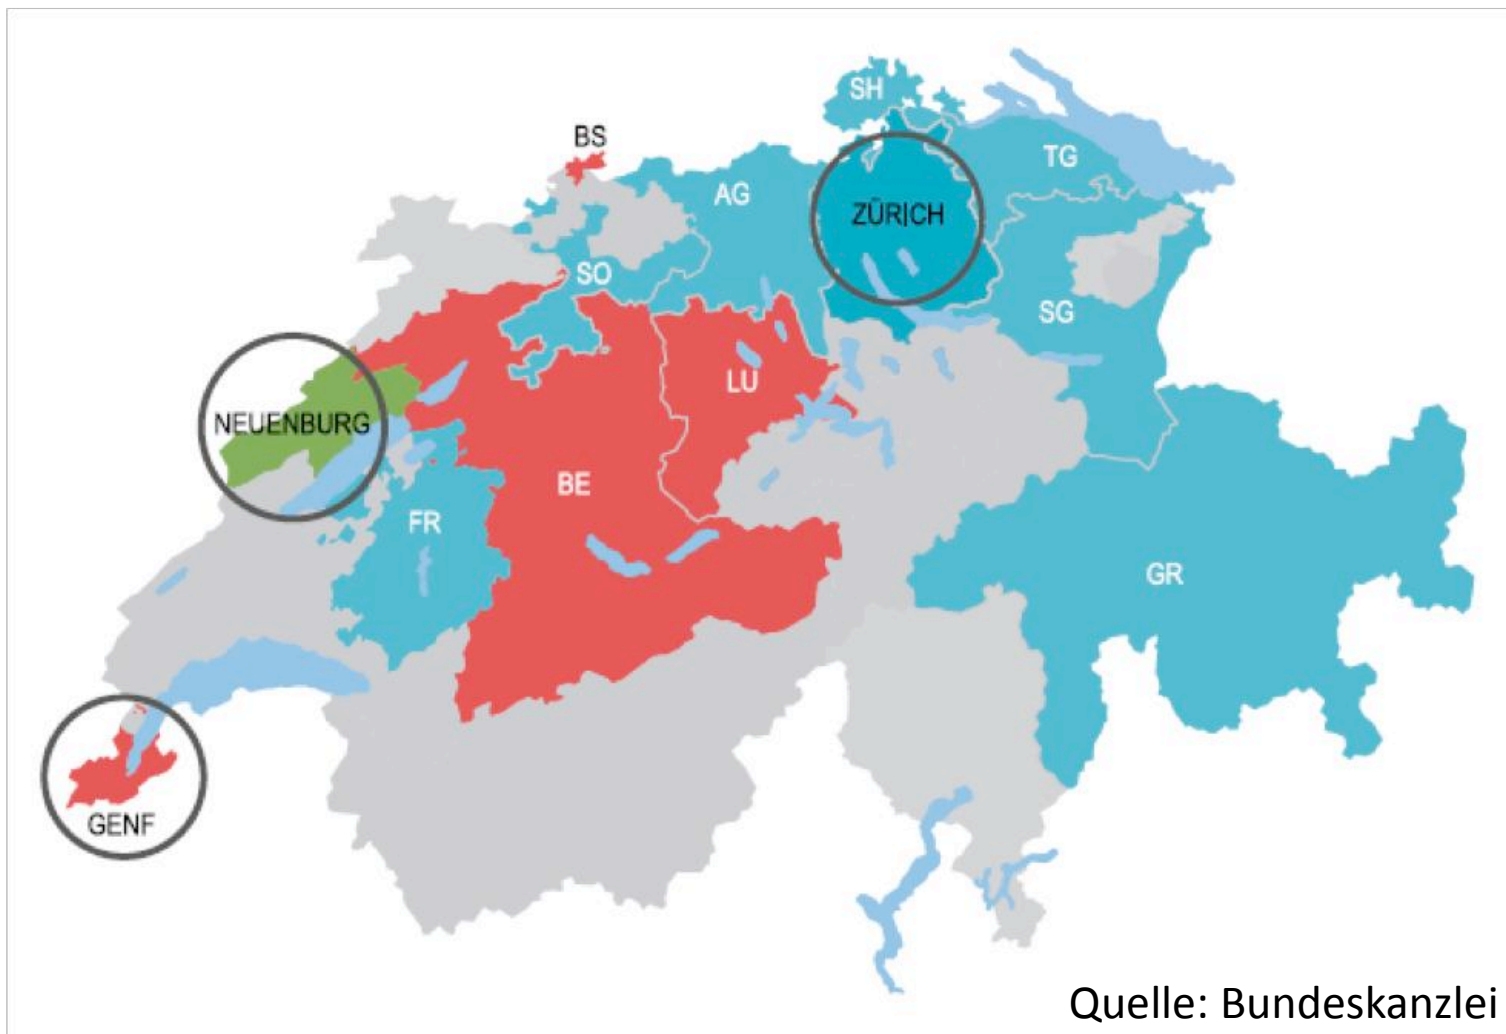 SH
BS
TG
AG
ZÜRICH
SO
SG
LU
NEUENBURG
BE
FR
GR
GENF
Quelle: Bundeskanzlei